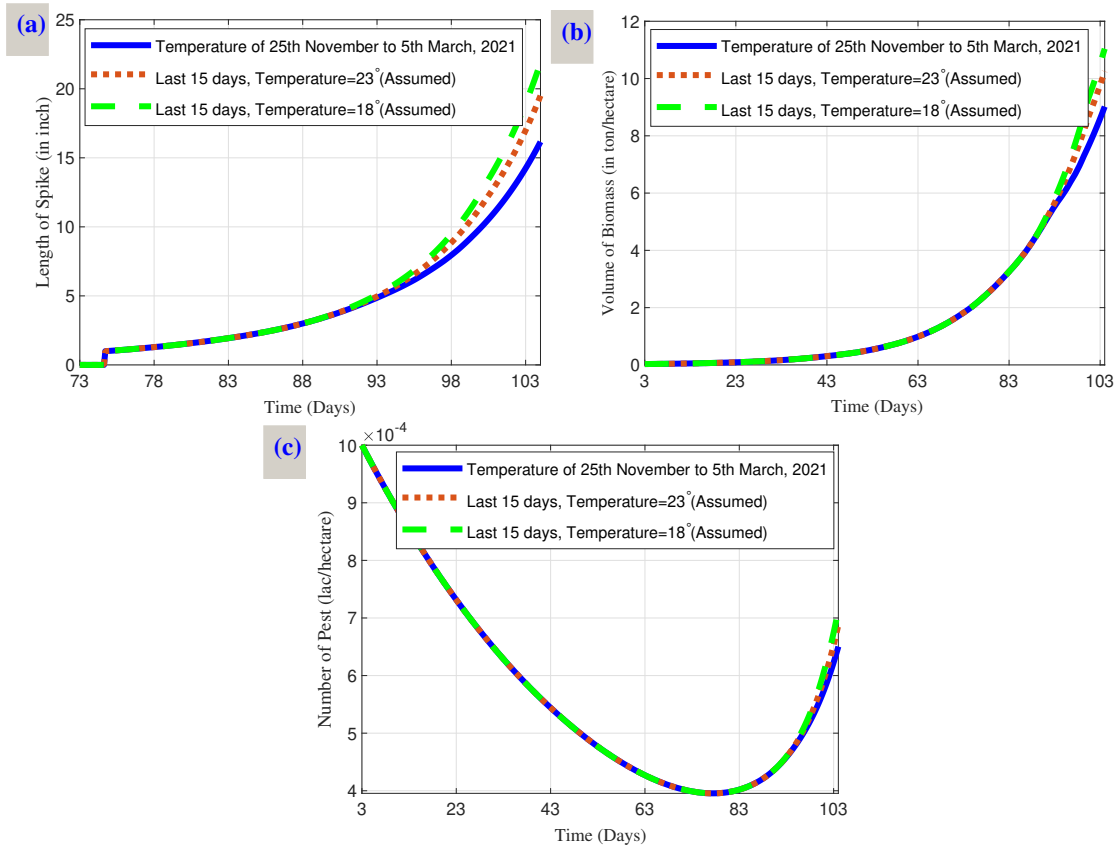 (a)
25
20
15
10
5
0
Length of Spike (in inch)
Temperature of 25th November to 5th March, 2021
Last 15 days, Temperature=23°(Assumed)
Last 15 days, Temperature=18°(Assumed)
73 78 83 88 93 98 103
Time (Days)
(b)
12
10
8
6
4
2
0
Volume of Biomass (in ton/hectare)
Temperature of 25th November to 5th March, 2021
Last 15 days, Temperature=23°(Assumed)
Last 15 days, Temperature=18°(Assumed)
3 23 43 63 83 103
Time (Days)
(c)
×10⁻⁴
10
9
8
7
6
5
4
Number of Pest (lac/hectare)
Temperature of 25th November to 5th March, 2021
Last 15 days, Temperature=23°(Assumed)
Last 15 days, Temperature=18°(Assumed)
3 23 43 63 83 103
Time (Days)